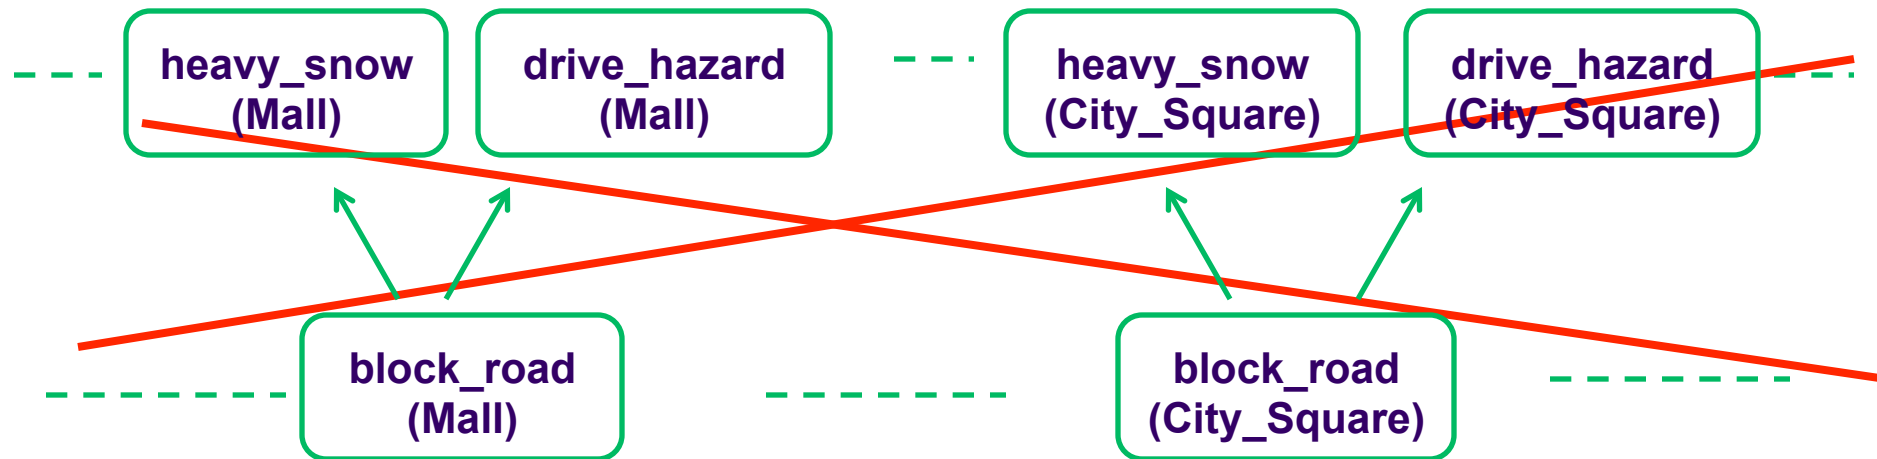 heavy_snow
(Mall)
drive_hazard
(Mall)
heavy_snow
(City_Square)
drive_hazard
(City_Square)
block_road
(Mall)
block_road
(City_Square)